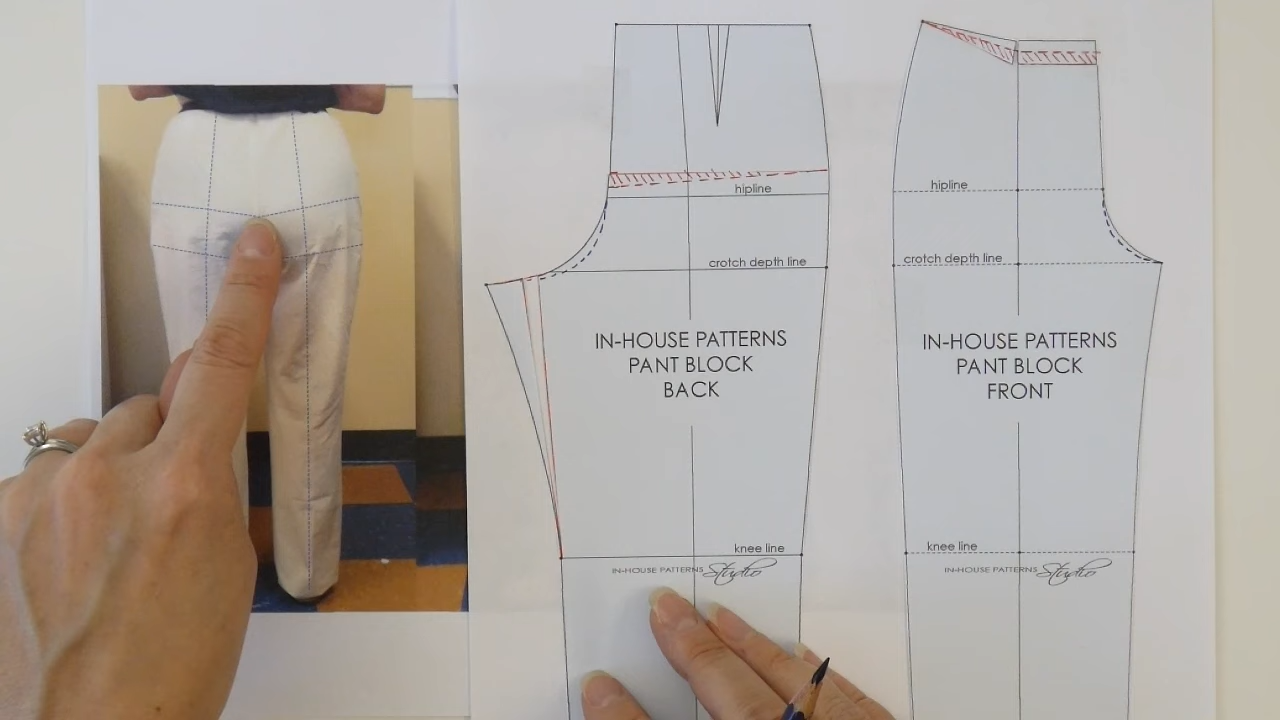 hipline
crotch depth line
IN-HOUSE PATTERNS
PANT BLOCK
BACK
knee line
IN-HOUSE PATTERNS Studio
hipline
crotch depth line
IN-HOUSE PATTERNS
PANT BLOCK
FRONT
knee line
IN-HOUSE PATTERNS Studio